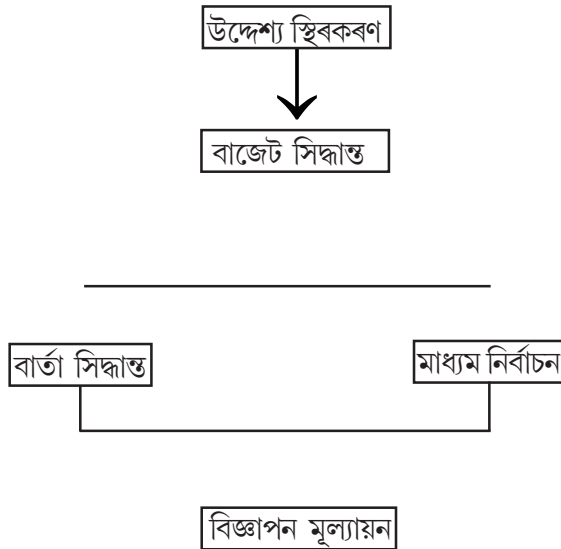 উদ্দেশ্য স্থিৰকৰণ
বাজেট সিদ্ধান্ত
বাৰ্তা সিদ্ধান্ত
মাধ্যম নিৰ্বাচন
বিজ্ঞাপন মূল্যায়ন